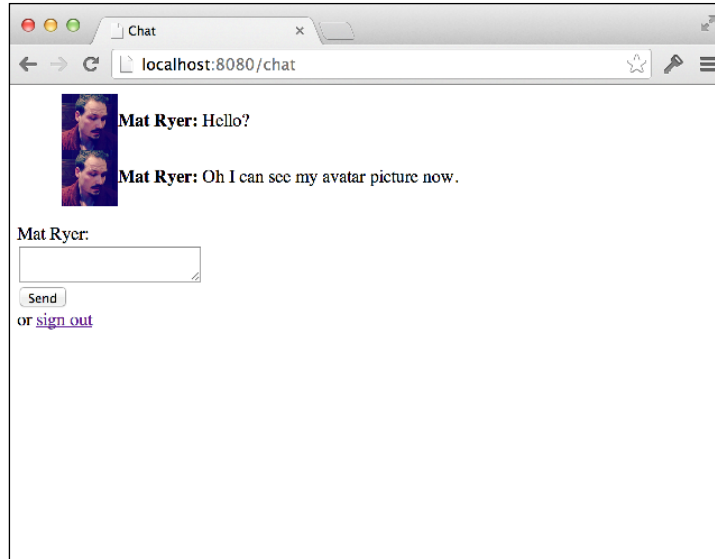 Chat
localhost:8080/chat
Mat Ryer: Hello?
Mat Ryer: Oh I can see my avatar picture now.
Mat Ryer:
Send
or sign out